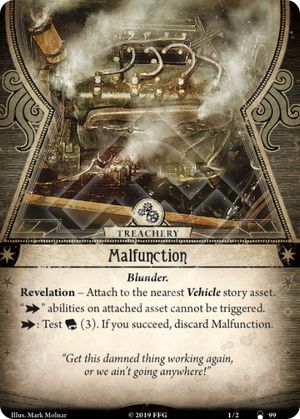 TREACHERY
Malfunction
Blunder.
Revelation – Attach to the nearest Vehicle story asset.
"➤" abilities on attached asset cannot be triggered.
➤: Test (3). If you succeed, discard Malfunction.
"Get this damned thing working again,
or we ain't going anywhere!"
Illus. Mark Molnar © 2019 FFG 1/2 99